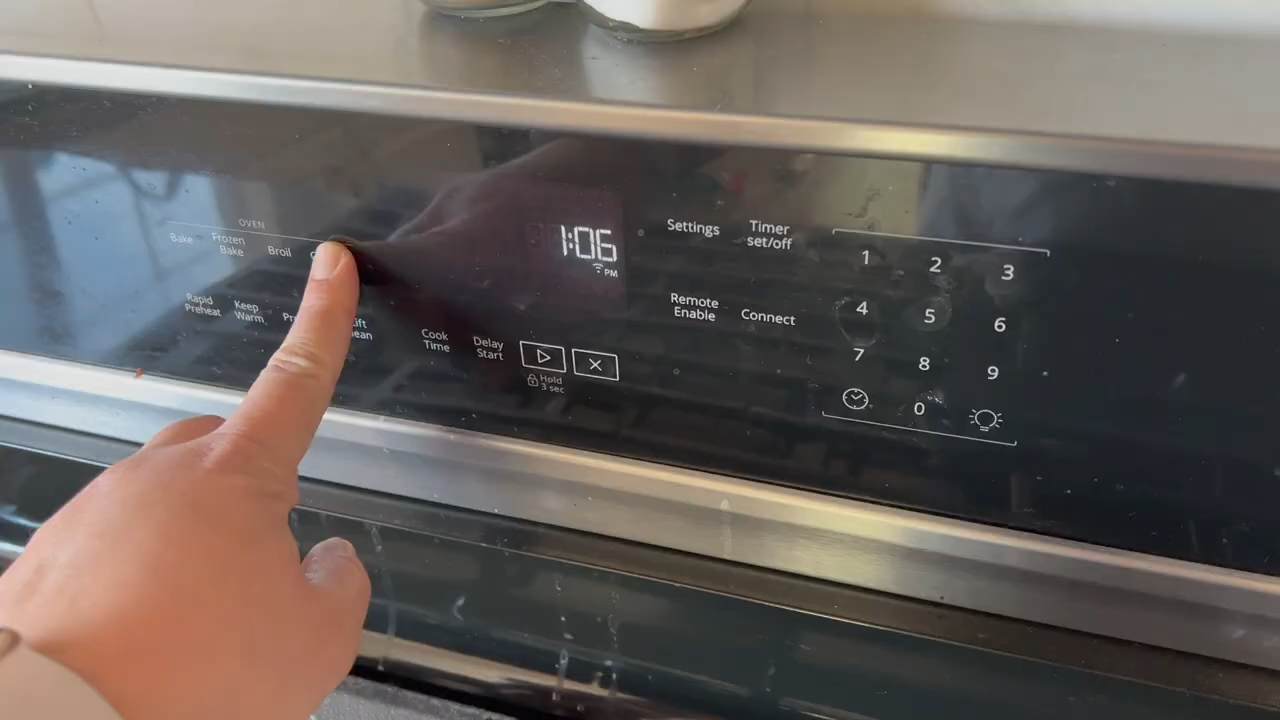 OVEN
Bake
Frozen
Bake
Broil
Rapid
Preheat
Keep
Warm
Cook
Time
Delay
Start
Hold
3 sec
1:06
PM
Settings
Timer
set/off
Remote
Enable
Connect
1 2 3
4 5 6
7 8 9
0